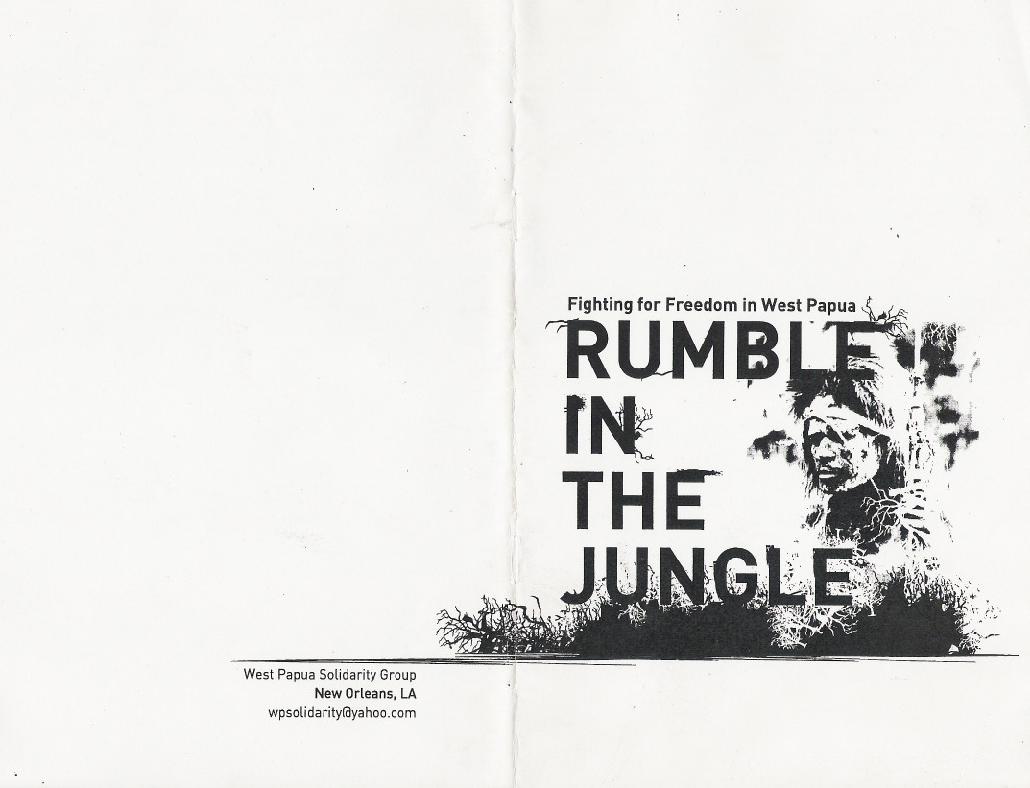 Fighting for Freedom in West Papua
RUMBLE
IN
THE
JUNGLE
West Papua Solidarity Group
New Orleans, LA
wpsolidarity@yahoo.com